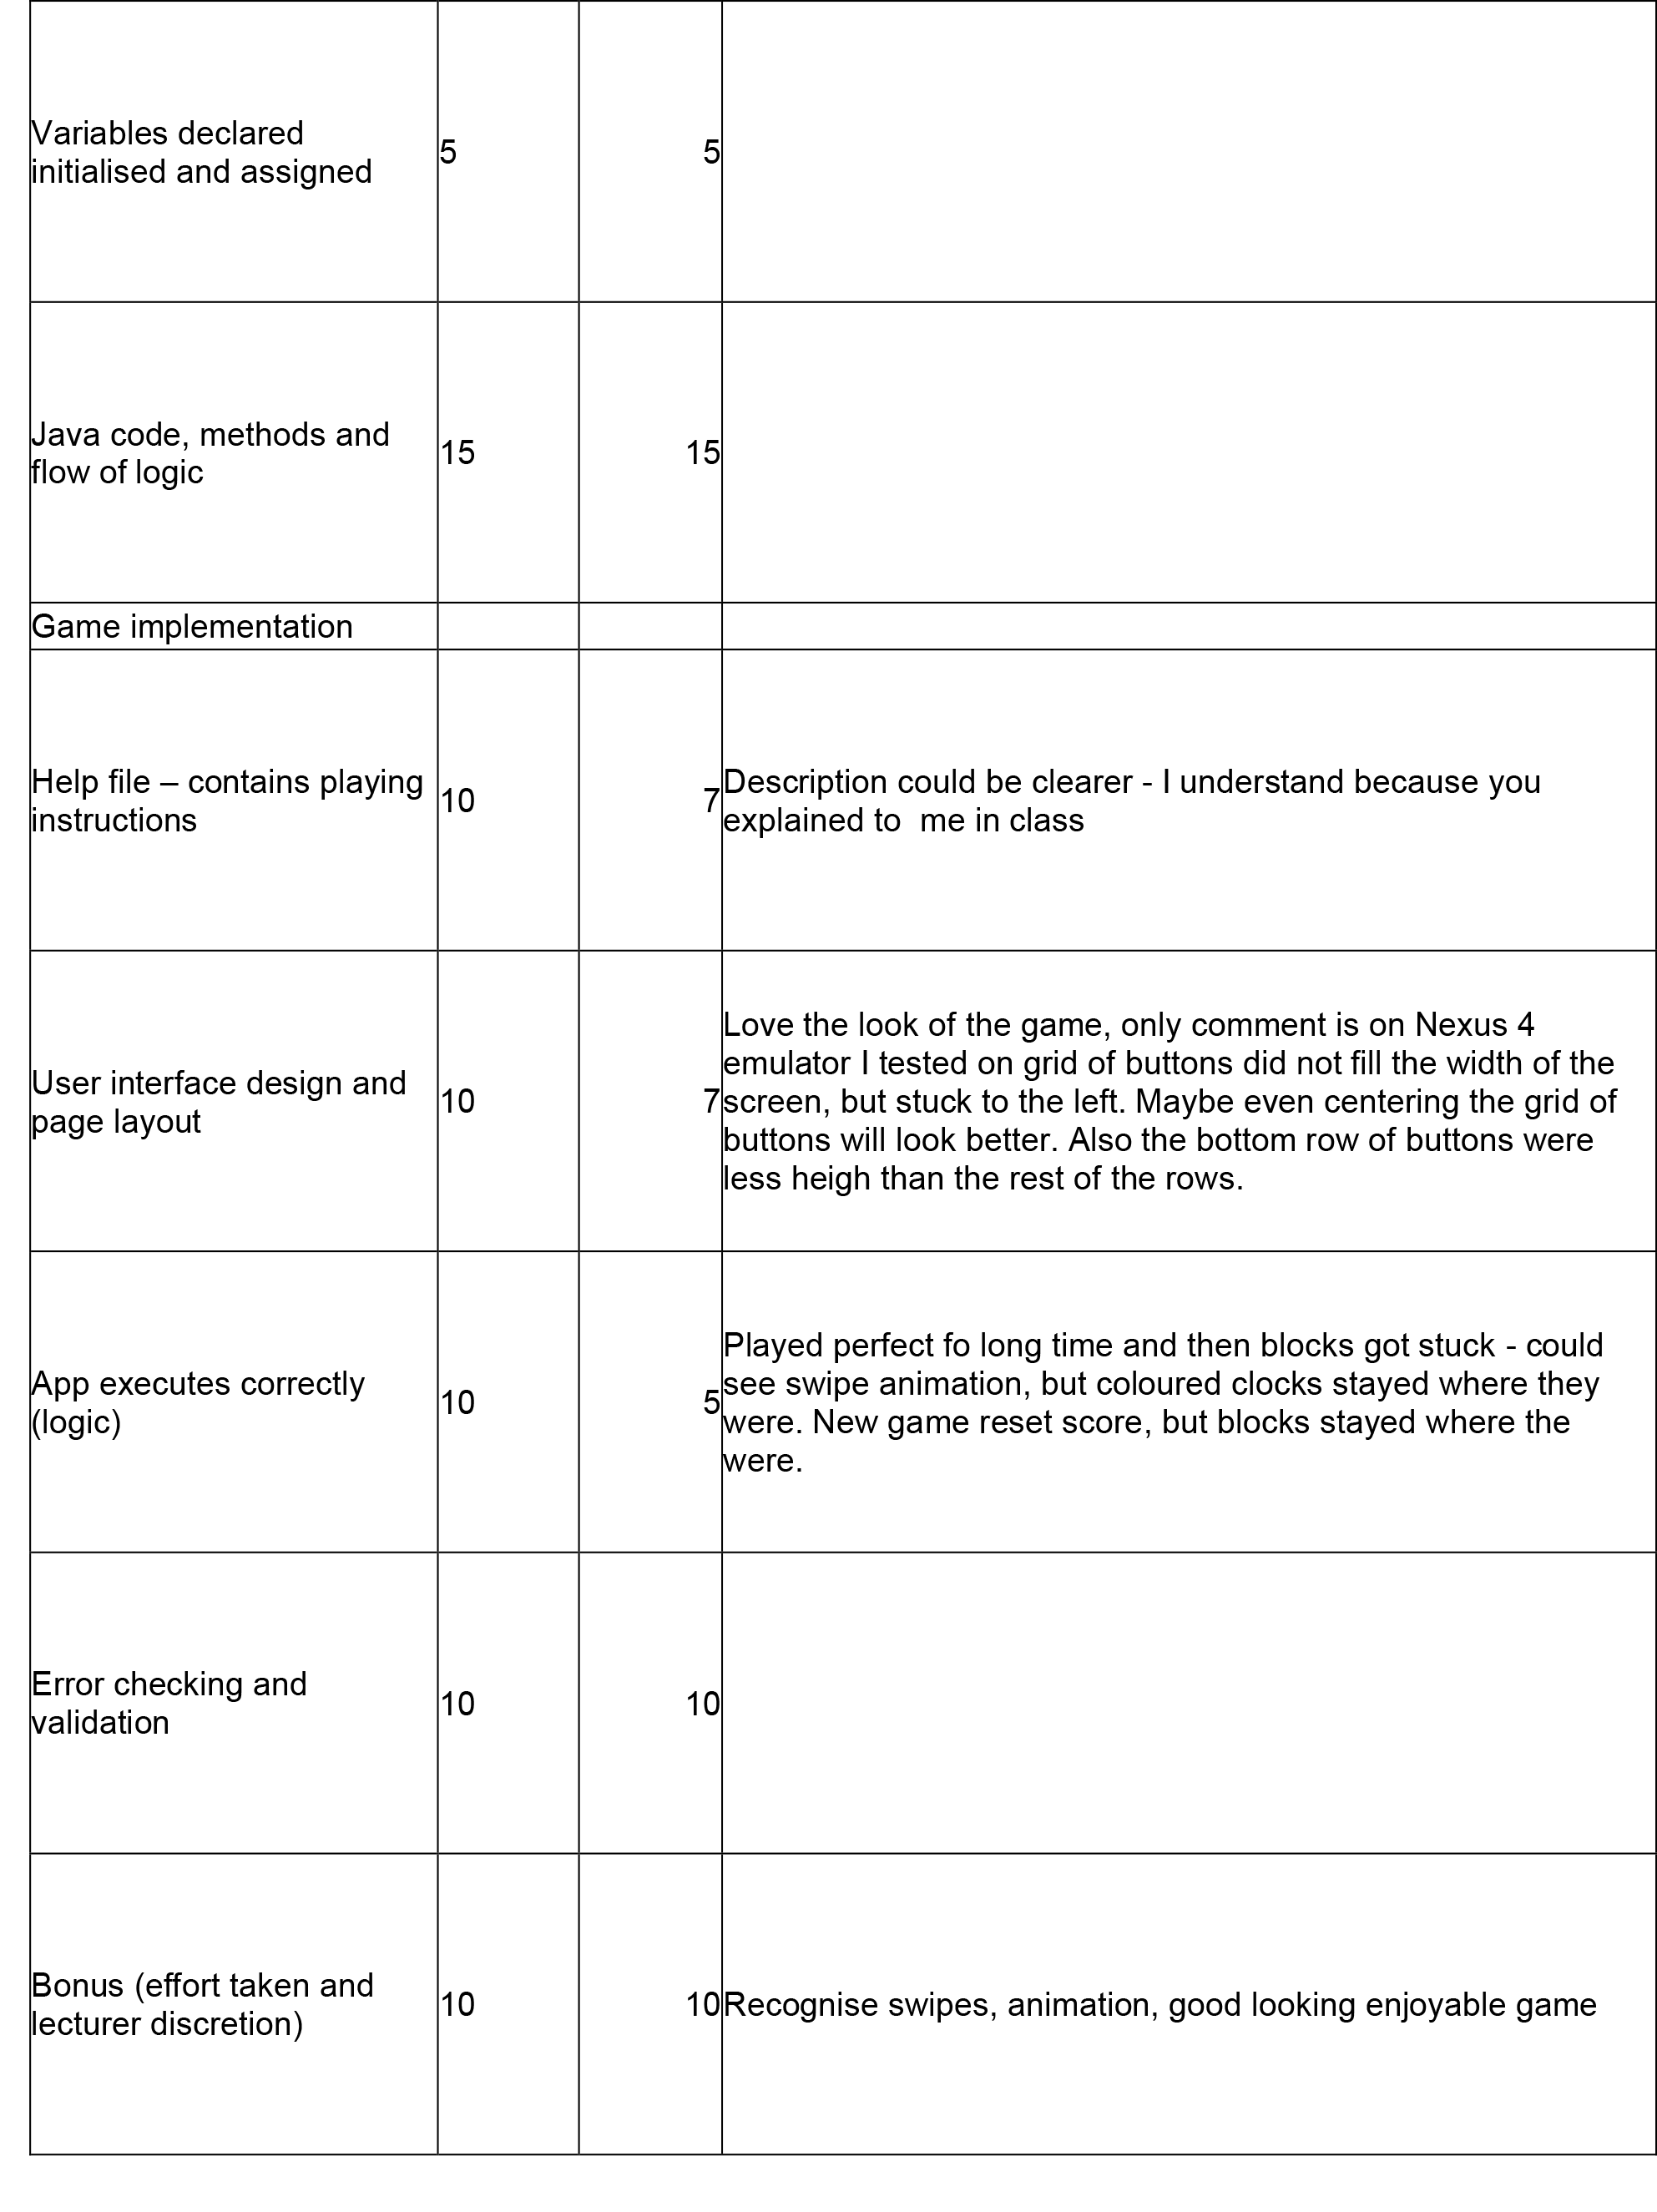 Variables declared
initialised and assigned
5
5
Java code, methods and
flow of logic
15
15
Game implementation
Help file – contains playing
instructions
10
7
Description could be clearer - I understand because you
explained to  me in class
User interface design and
page layout
10
7
Love the look of the game, only comment is on Nexus 4
emulator I tested on grid of buttons did not fill the width of the
screen, but stuck to the left. Maybe even centering the grid of
buttons will look better. Also the bottom row of buttons were
less heigh than the rest of the rows.
App executes correctly
(logic)
10
5
Played perfect fo long time and then blocks got stuck - could
see swipe animation, but coloured clocks stayed where they
were. New game reset score, but blocks stayed where the
were.
Error checking and
validation
10
10
Bonus (effort taken and
lecturer discretion)
10
10
Recognise swipes, animation, good looking enjoyable game